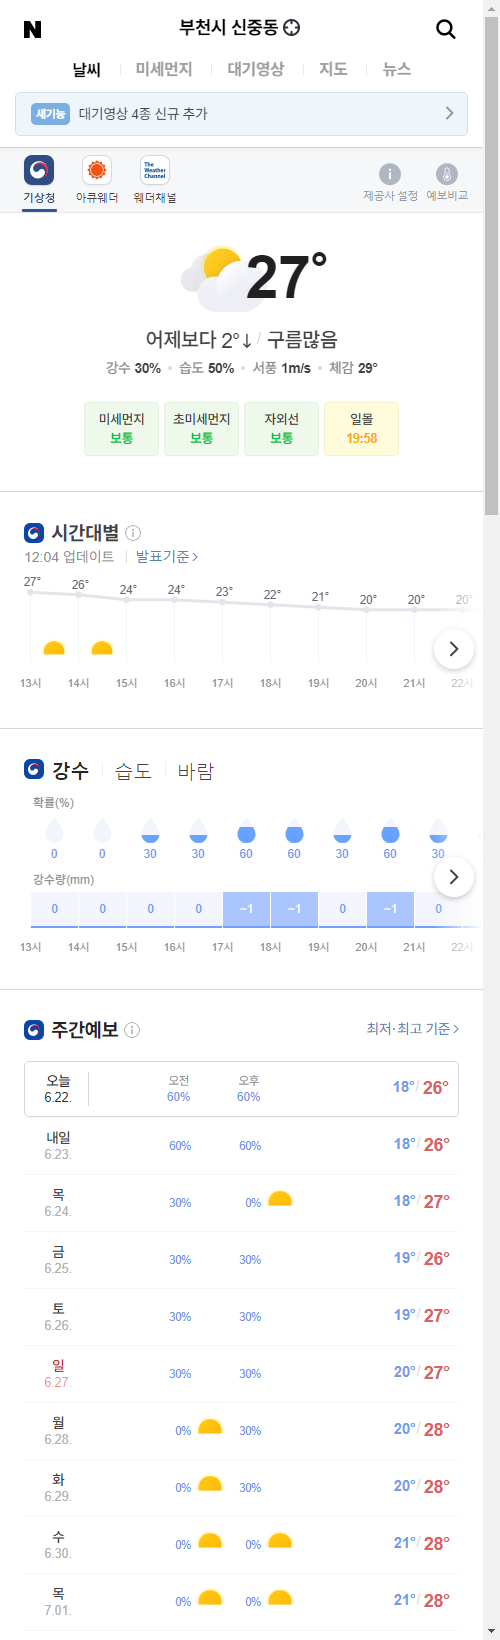 N 부천시 신중동
날씨 미세먼지 대기영상 지도 뉴스
새기능 대기영상 4종 신규 추가
The Weather Channel
기상청 아큐웨더 웨더채널 제공사 설정 예보비교
27°
어제보다 2°↓ / 구름많음
강수 30% • 습도 50% • 서풍 1m/s • 체감 29°
미세먼지 초미세먼지 자외선 일몰
보통 보통 보통 19:58
시간대별
12:04 업데이트 발표기준 >
27° 26° 24° 24° 23° 22° 21° 20° 20° 20°
13시 14시 15시 16시 17시 18시 19시 20시 21시 22시
강수 습도 바람
확률(%)
0 0 30 30 60 60 30 60 30
강수량(mm)
0 0 0 0 ~1 ~1 0 ~1 0
13시 14시 15시 16시 17시 18시 19시 20시 21시 22시
주간예보 최저·최고 기준 >
오늘 오전 오후
6.22. 60% 60% 18° / 26°
내일
6.23. 60% 60% 18° / 26°
목
6.24. 30% 0% 18° / 27°
금
6.25. 30% 30% 19° / 26°
토
6.26. 30% 30% 19° / 27°
일
6.27. 30% 30% 20° / 27°
월
6.28. 0% 30% 20° / 28°
화
6.29. 0% 30% 20° / 28°
수
6.30. 0% 0% 21° / 28°
목
7.01. 0% 0% 21° / 28°